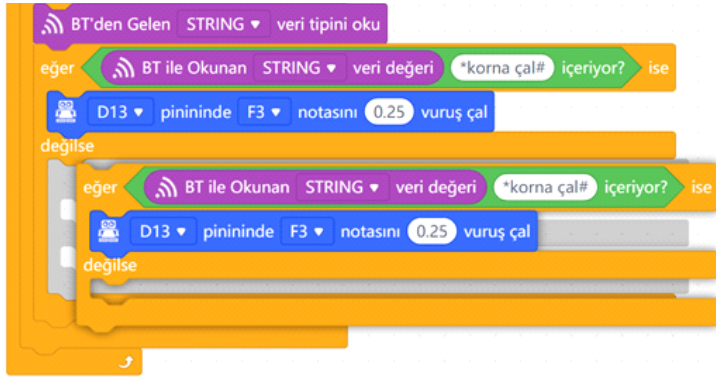 BT'den Gelen STRING veri tipini oku
eğer BT ile Okunan STRING veri değeri *korna çal# içeriyor? ise
D13 pinininde F3 notasını 0.25 vuruş çal
değilse
eğer BT ile Okunan STRING veri değeri *korna çal# içeriyor? ise
D13 pinininde F3 notasını 0.25 vuruş çal
değilse